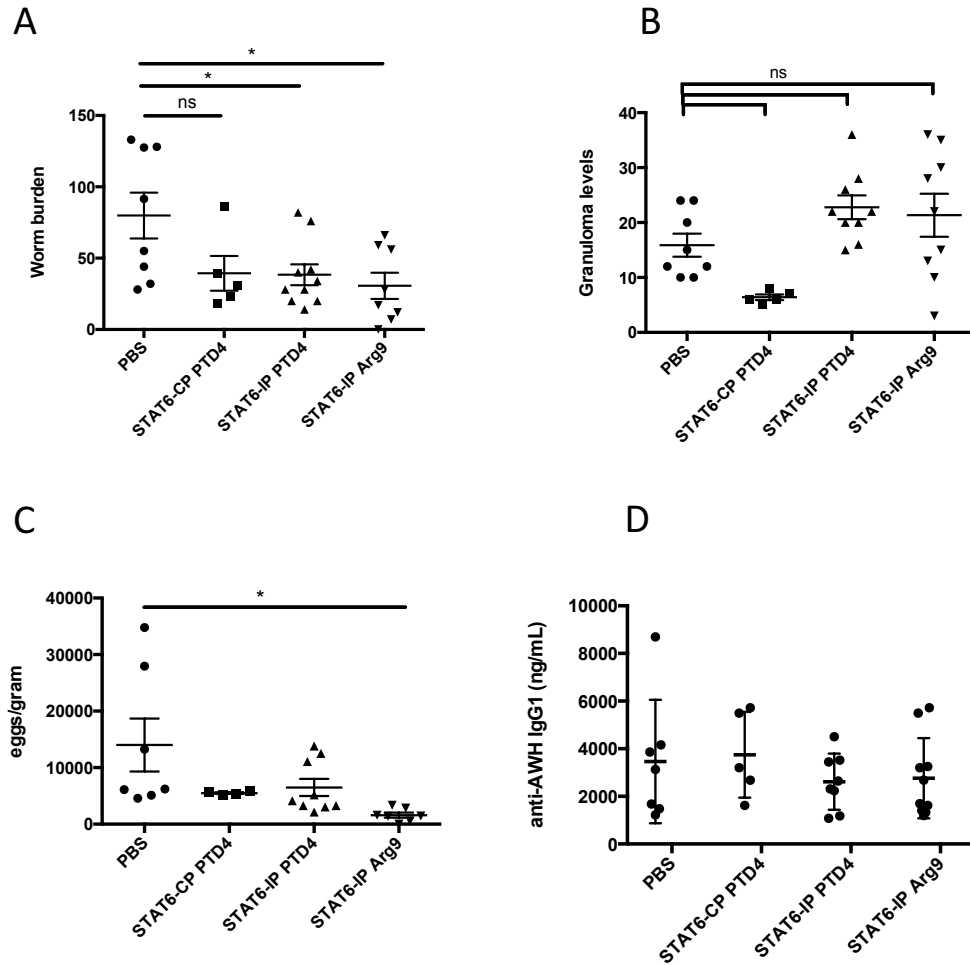 A
*
*
ns
150
100
50
0
Worm burden
PBS
STAT6-CP PTD4
STAT6-IP PTD4
STAT6-IP Arg9
B
ns
40
30
20
10
0
Granuloma levels
PBS
STAT6-CP PTD4
STAT6-IP PTD4
STAT6-IP Arg9
C
*
40000
30000
20000
10000
0
eggs/gram
PBS
STAT6-CP PTD4
STAT6-IP PTD4
STAT6-IP Arg9
D
10000
8000
6000
4000
2000
0
anti-AWH IgG1 (ng/mL)
PBS
STAT6-CP PTD4
STAT6-IP PTD4
STAT6-IP Arg9